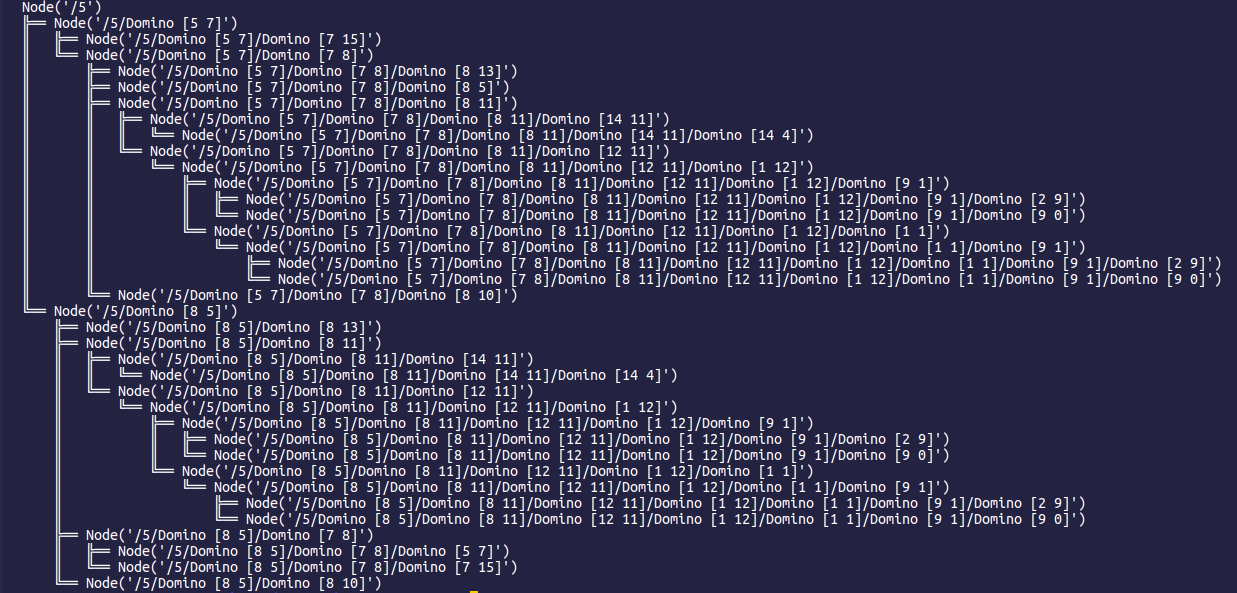 Node('/5')
├── Node('/5/Domino [5 7]')
│   ├── Node('/5/Domino [5 7]/Domino [7 15]')
│   └── Node('/5/Domino [5 7]/Domino [7 8]')
│       ├── Node('/5/Domino [5 7]/Domino [7 8]/Domino [8 13]')
│       ├── Node('/5/Domino [5 7]/Domino [7 8]/Domino [8 5]')
│       ├── Node('/5/Domino [5 7]/Domino [7 8]/Domino [8 11]')
│       │   ├── Node('/5/Domino [5 7]/Domino [7 8]/Domino [8 11]/Domino [14 11]')
│       │   │   └── Node('/5/Domino [5 7]/Domino [7 8]/Domino [8 11]/Domino [14 11]/Domino [14 4]')
│       │   └── Node('/5/Domino [5 7]/Domino [7 8]/Domino [8 11]/Domino [12 11]')
│       │       └── Node('/5/Domino [5 7]/Domino [7 8]/Domino [8 11]/Domino [12 11]/Domino [1 12]')
│       │           ├── Node('/5/Domino [5 7]/Domino [7 8]/Domino [8 11]/Domino [12 11]/Domino [1 12]/Domino [9 1]')
│       │           │   ├── Node('/5/Domino [5 7]/Domino [7 8]/Domino [8 11]/Domino [12 11]/Domino [1 12]/Domino [9 1]/Domino [2 9]')
│       │           │   └── Node('/5/Domino [5 7]/Domino [7 8]/Domino [8 11]/Domino [12 11]/Domino [1 12]/Domino [9 1]/Domino [9 0]')
│       │           └── Node('/5/Domino [5 7]/Domino [7 8]/Domino [8 11]/Domino [12 11]/Domino [1 12]/Domino [1 1]')
│       │               └── Node('/5/Domino [5 7]/Domino [7 8]/Domino [8 11]/Domino [12 11]/Domino [1 12]/Domino [1 1]/Domino [9 1]')
│       │                   ├── Node('/5/Domino [5 7]/Domino [7 8]/Domino [8 11]/Domino [12 11]/Domino [1 12]/Domino [1 1]/Domino [9 1]/Domino [2 9]')
│       │                   └── Node('/5/Domino [5 7]/Domino [7 8]/Domino [8 11]/Domino [12 11]/Domino [1 12]/Domino [1 1]/Domino [9 1]/Domino [9 0]')
│       └── Node('/5/Domino [5 7]/Domino [7 8]/Domino [8 10]')
└── Node('/5/Domino [8 5]')
    ├── Node('/5/Domino [8 5]/Domino [8 13]')
    ├── Node('/5/Domino [8 5]/Domino [8 11]')
    │   ├── Node('/5/Domino [8 5]/Domino [8 11]/Domino [14 11]')
    │   │   └── Node('/5/Domino [8 5]/Domino [8 11]/Domino [14 11]/Domino [14 4]')
    │   └── Node('/5/Domino [8 5]/Domino [8 11]/Domino [12 11]')
    │       └── Node('/5/Domino [8 5]/Domino [8 11]/Domino [12 11]/Domino [1 12]')
    │           ├── Node('/5/Domino [8 5]/Domino [8 11]/Domino [12 11]/Domino [1 12]/Domino [9 1]')
    │           │   ├── Node('/5/Domino [8 5]/Domino [8 11]/Domino [12 11]/Domino [1 12]/Domino [9 1]/Domino [2 9]')
    │           │   └── Node('/5/Domino [8 5]/Domino [8 11]/Domino [12 11]/Domino [1 12]/Domino [9 1]/Domino [9 0]')
    │           └── Node('/5/Domino [8 5]/Domino [8 11]/Domino [12 11]/Domino [1 12]/Domino [1 1]')
    │               └── Node('/5/Domino [8 5]/Domino [8 11]/Domino [12 11]/Domino [1 12]/Domino [1 1]/Domino [9 1]')
    │                   ├── Node('/5/Domino [8 5]/Domino [8 11]/Domino [12 11]/Domino [1 12]/Domino [1 1]/Domino [9 1]/Domino [2 9]')
    │                   └── Node('/5/Domino [8 5]/Domino [8 11]/Domino [12 11]/Domino [1 12]/Domino [1 1]/Domino [9 1]/Domino [9 0]')
    ├── Node('/5/Domino [8 5]/Domino [7 8]')
    │   ├── Node('/5/Domino [8 5]/Domino [7 8]/Domino [5 7]')
    │   └── Node('/5/Domino [8 5]/Domino [7 8]/Domino [7 15]')
    └── Node('/5/Domino [8 5]/Domino [8 10]')